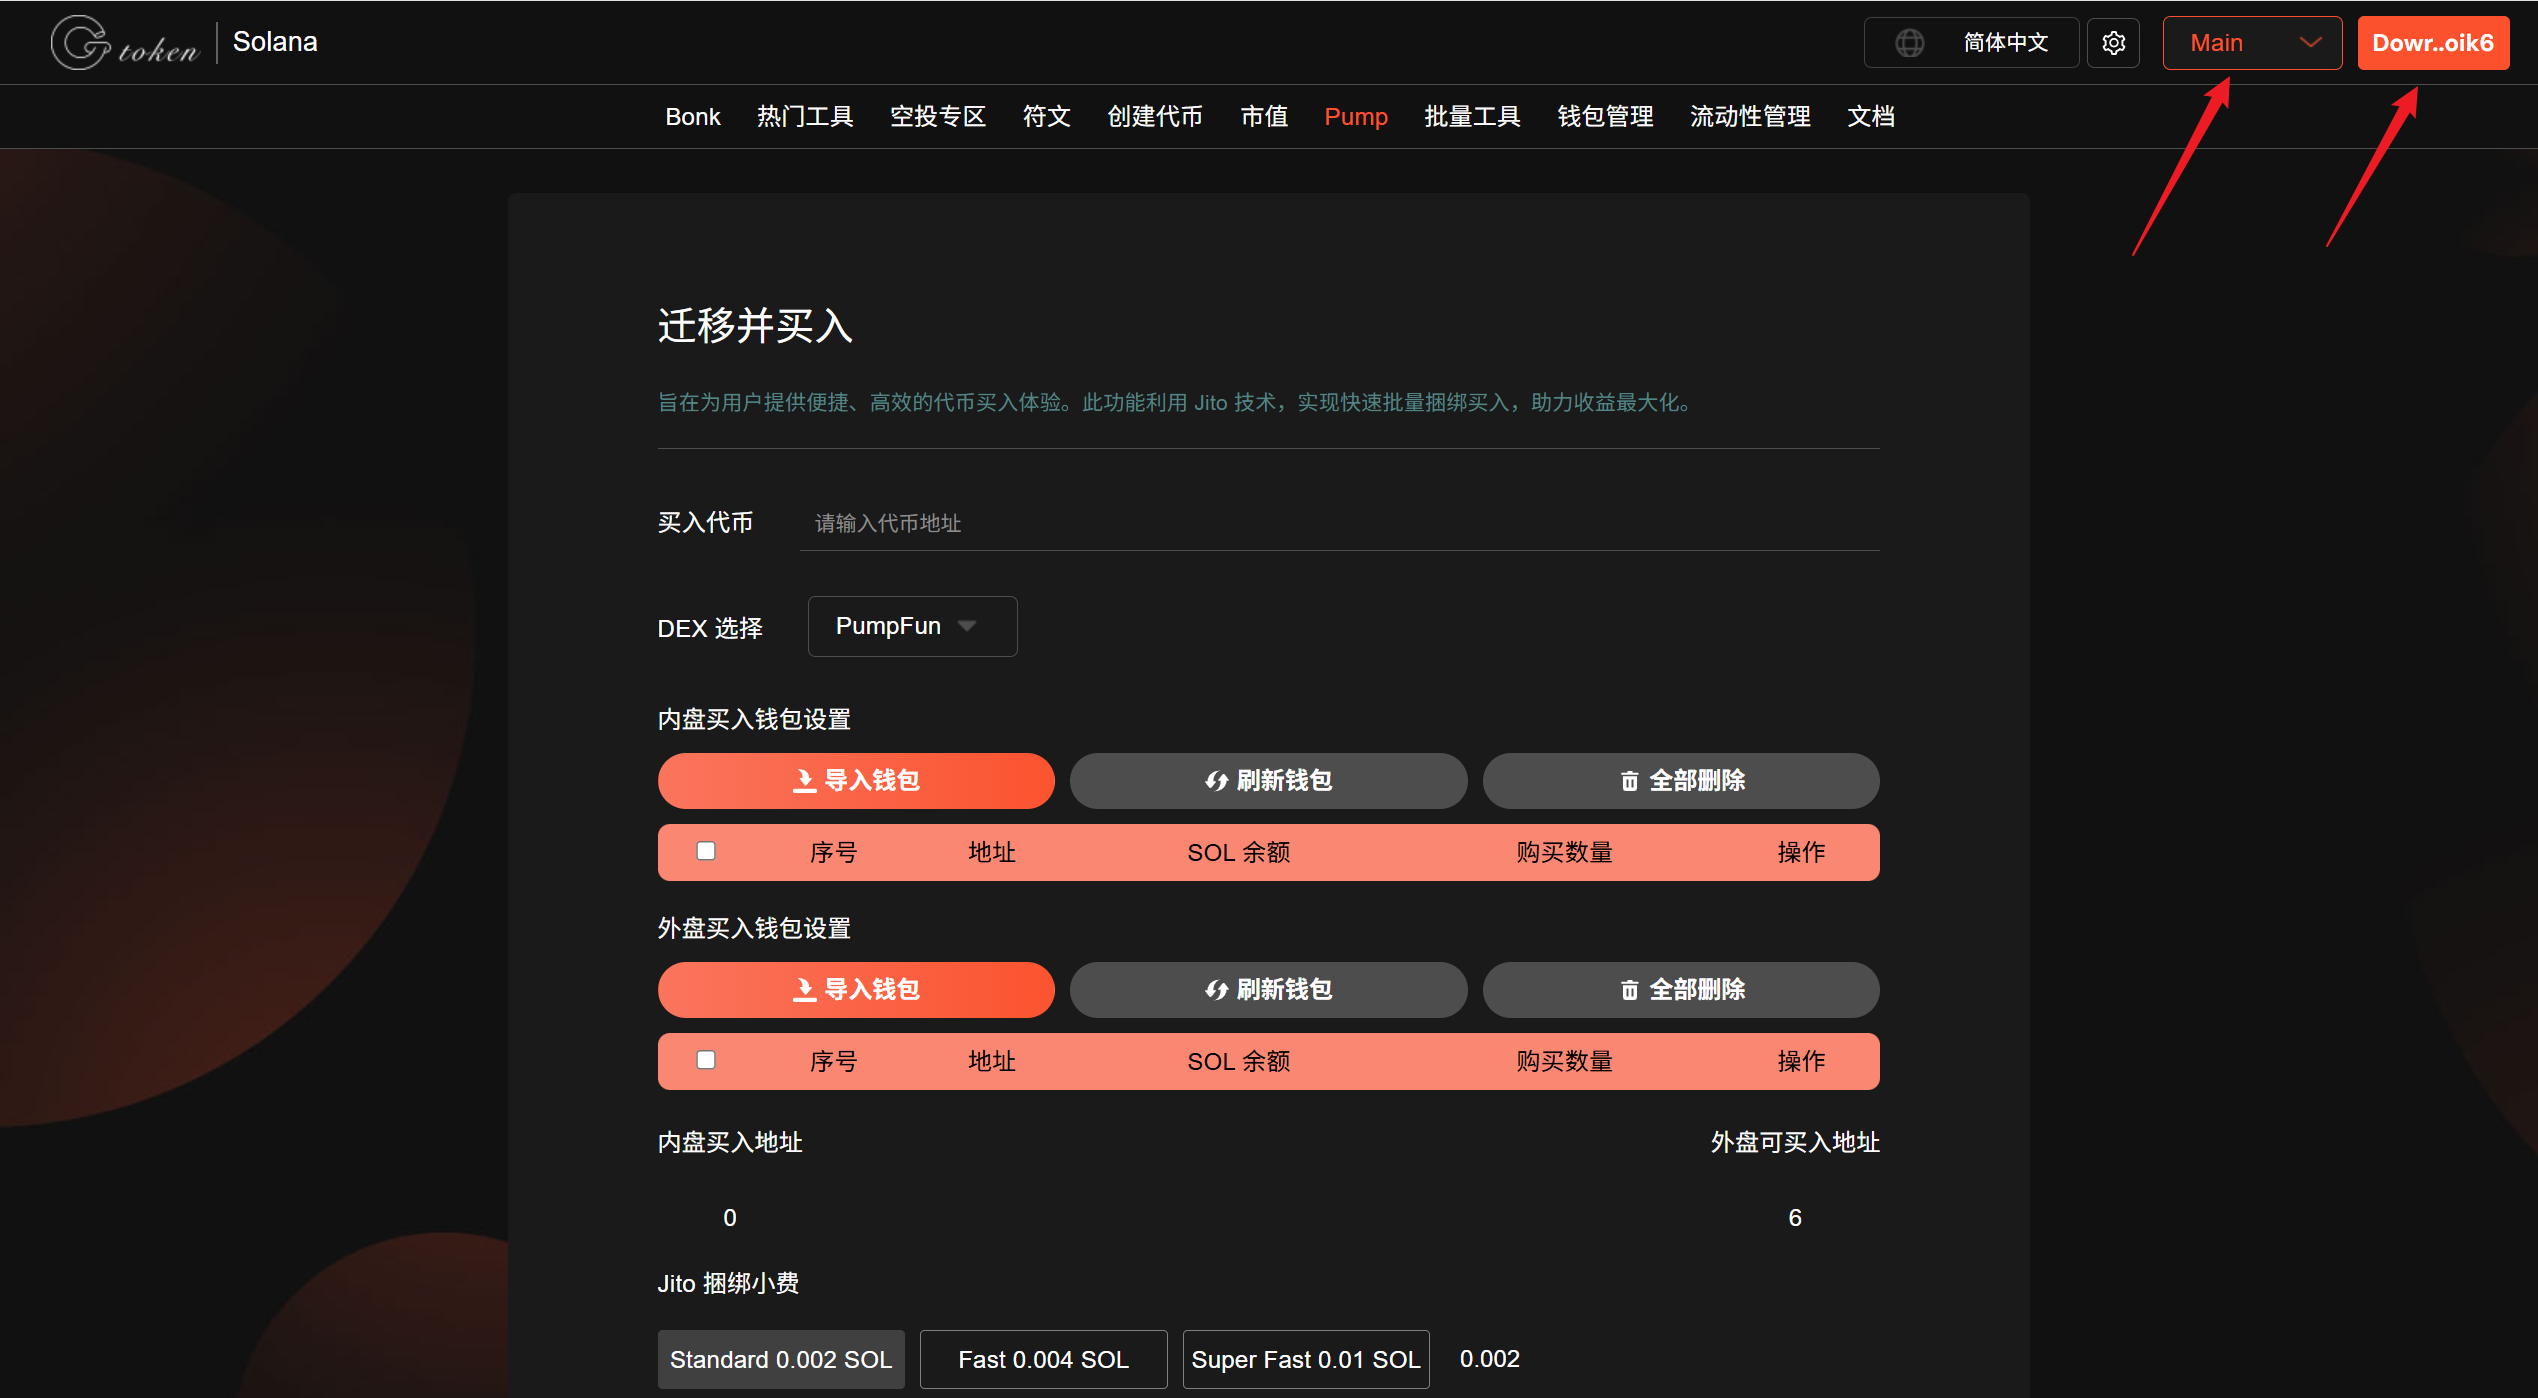 Gtoken
Solana
简体中文
Main
Dowr..oik6
Bonk 热门工具 空投专区 符文 创建代币 市值 Pump 批量工具 钱包管理 流动性管理 文档
迁移并买入
旨在为用户提供便捷、高效的代币买入体验。此功能利用 Jito 技术，实现快速批量捆绑买入，助力收益最大化。
买入代币 请输入代币地址
DEX 选择 PumpFun
内盘买入钱包设置
导入钱包 刷新钱包 全部删除
序号 地址 SOL 余额 购买数量 操作
外盘买入钱包设置
导入钱包 刷新钱包 全部删除
序号 地址 SOL 余额 购买数量 操作
内盘买入地址 外盘可买入地址
0 6
Jito 捆绑小费
Standard 0.002 SOL Fast 0.004 SOL Super Fast 0.01 SOL 0.002